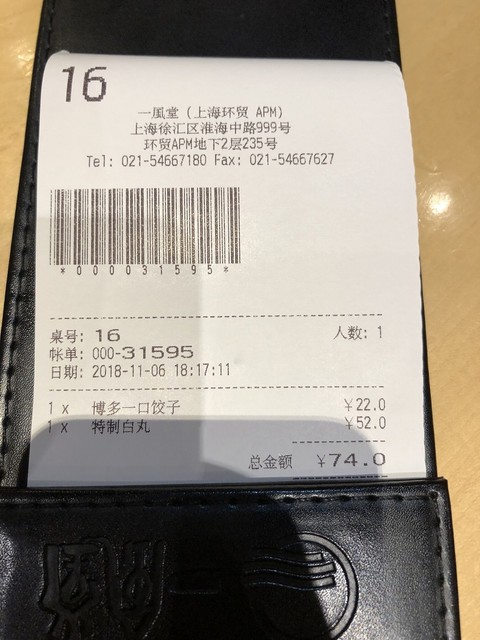 16
一風堂 (上海环贸 APM)
上海徐汇区淮海中路999号
环贸APM地下2层235号
Tel: 021-54667180 Fax: 021-54667627
*000031595*
桌号: 16 人数: 1
帐单: 000-31595
日期: 2018-11-06 18:17:11
1 x 博多一口饺子 ¥22.0
1 x 特制白丸 ¥52.0
总金额 ¥74.0